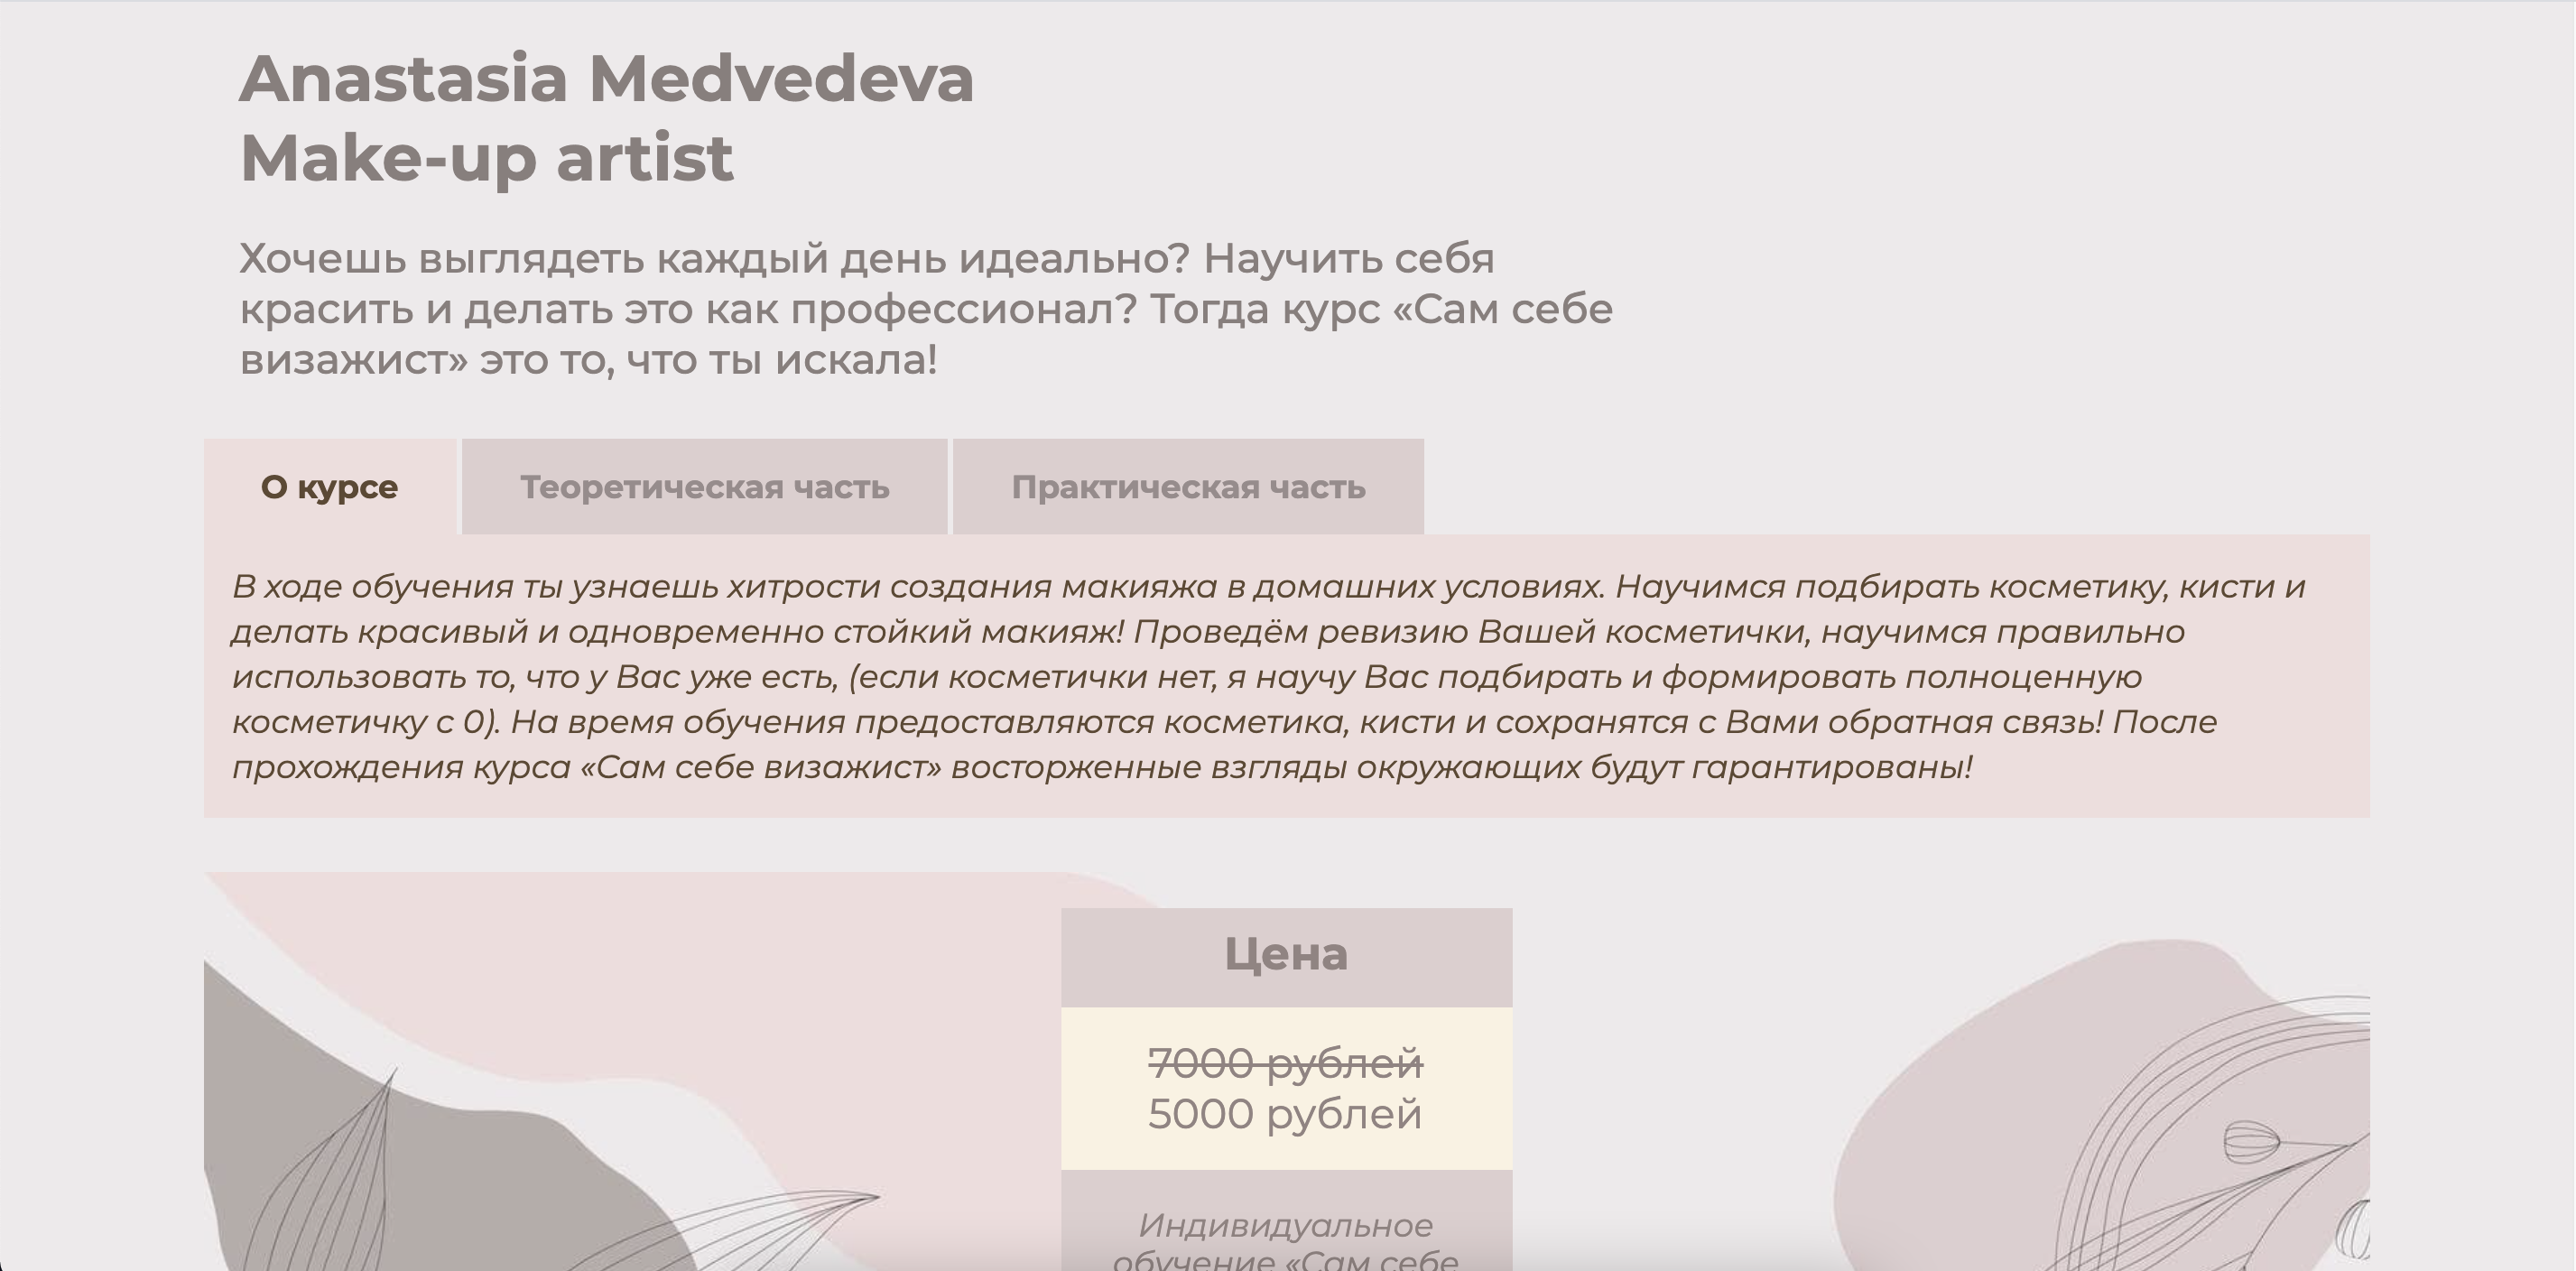 Anastasia Medvedeva
Make-up artist
Хочешь выглядеть каждый день идеально? Научить себя
красить и делать это как профессионал? Тогда курс «Сам себе
визажист» это то, что ты искала!
О курсе
Теоретическая часть
Практическая часть
В ходе обучения ты узнаешь хитрости создания макияжа в домашних условиях. Научимся подбирать косметику, кисти и
делать красивый и одновременно стойкий макияж! Проведём ревизию Вашей косметички, научимся правильно
использовать то, что у Вас уже есть, (если косметички нет, я научу Вас подбирать и формировать полноценную
косметичку с 0). На время обучения предоставляются косметика, кисти и сохранятся с Вами обратная связь! После
прохождения курса «Сам себе визажист» восторженные взгляды окружающих будут гарантированы!
Цена
7000 рублей
5000 рублей
Индивидуальное
обучение «Сам себе